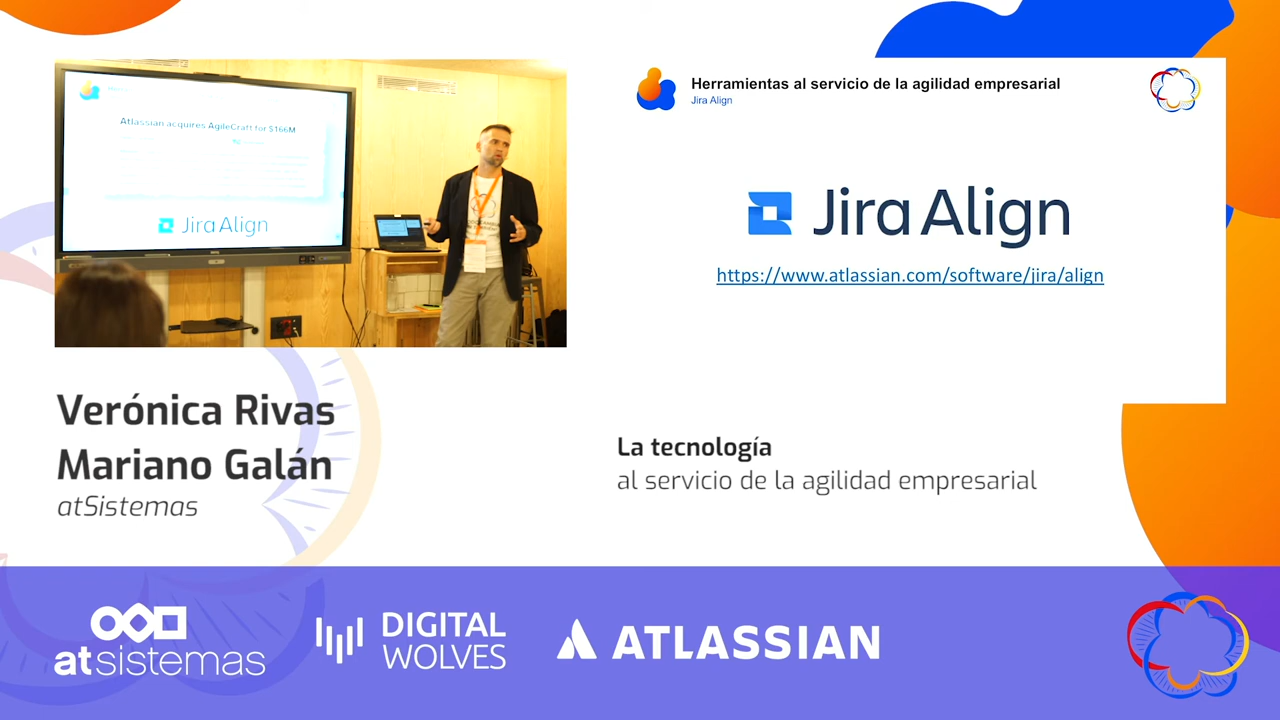 Atlassian acquires AgileCraft for $166M
Jira Align
Herramientas al servicio de la agilidad empresarial
Jira Align
Jira Align
https://www.atlassian.com/software/jira/align
Verónica Rivas
Mariano Galán
atSistemas
La tecnología
al servicio de la agilidad empresarial
atsistemas
DIGITAL
WOLVES
ATLASSIAN